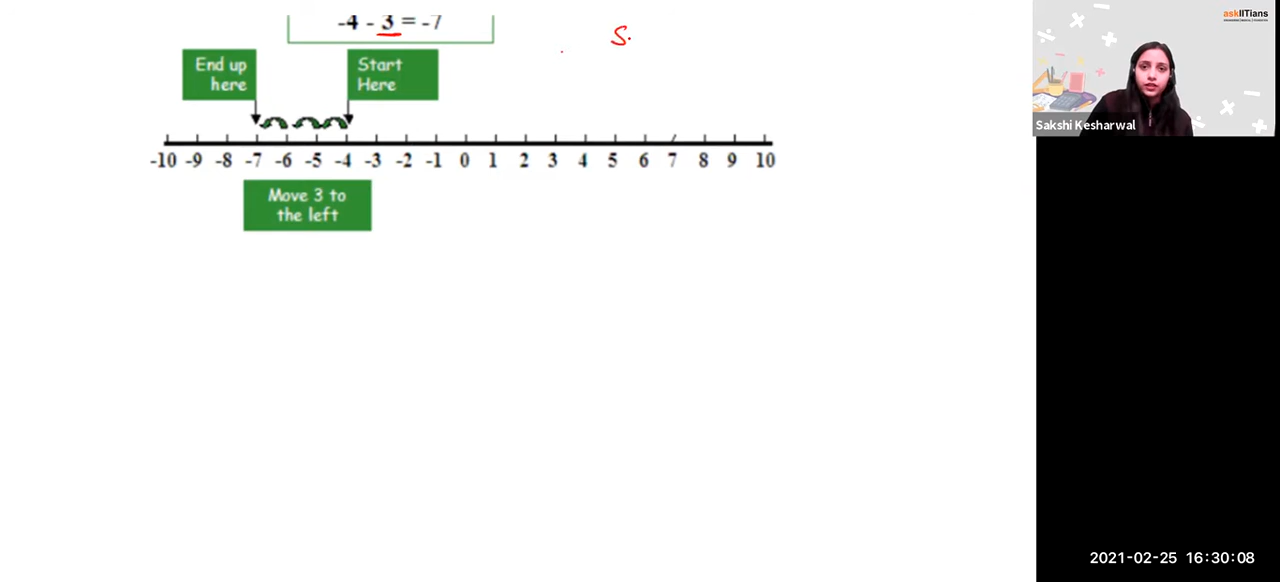 -4 - 3 = -7
S.
End up
here
Start
Here
-10 -9 -8 -7 -6 -5 -4 -3 -2 -1 0 1 2 3 4 5 6 7 8 9 10
Move 3 to
the left
askIITians
Sakshi Kesharwal
2021-02-25 16:30:08